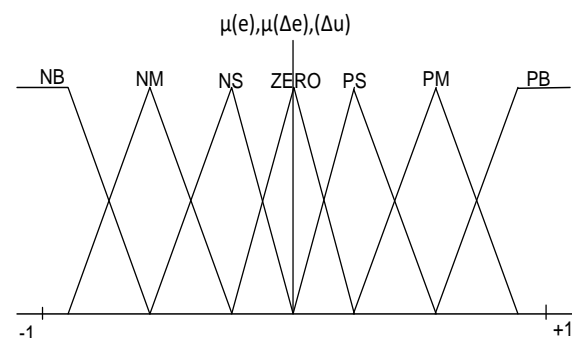 μ(e),μ(Δe),(Δu)
NB NM NS ZERO PS PM PB
-1 +1